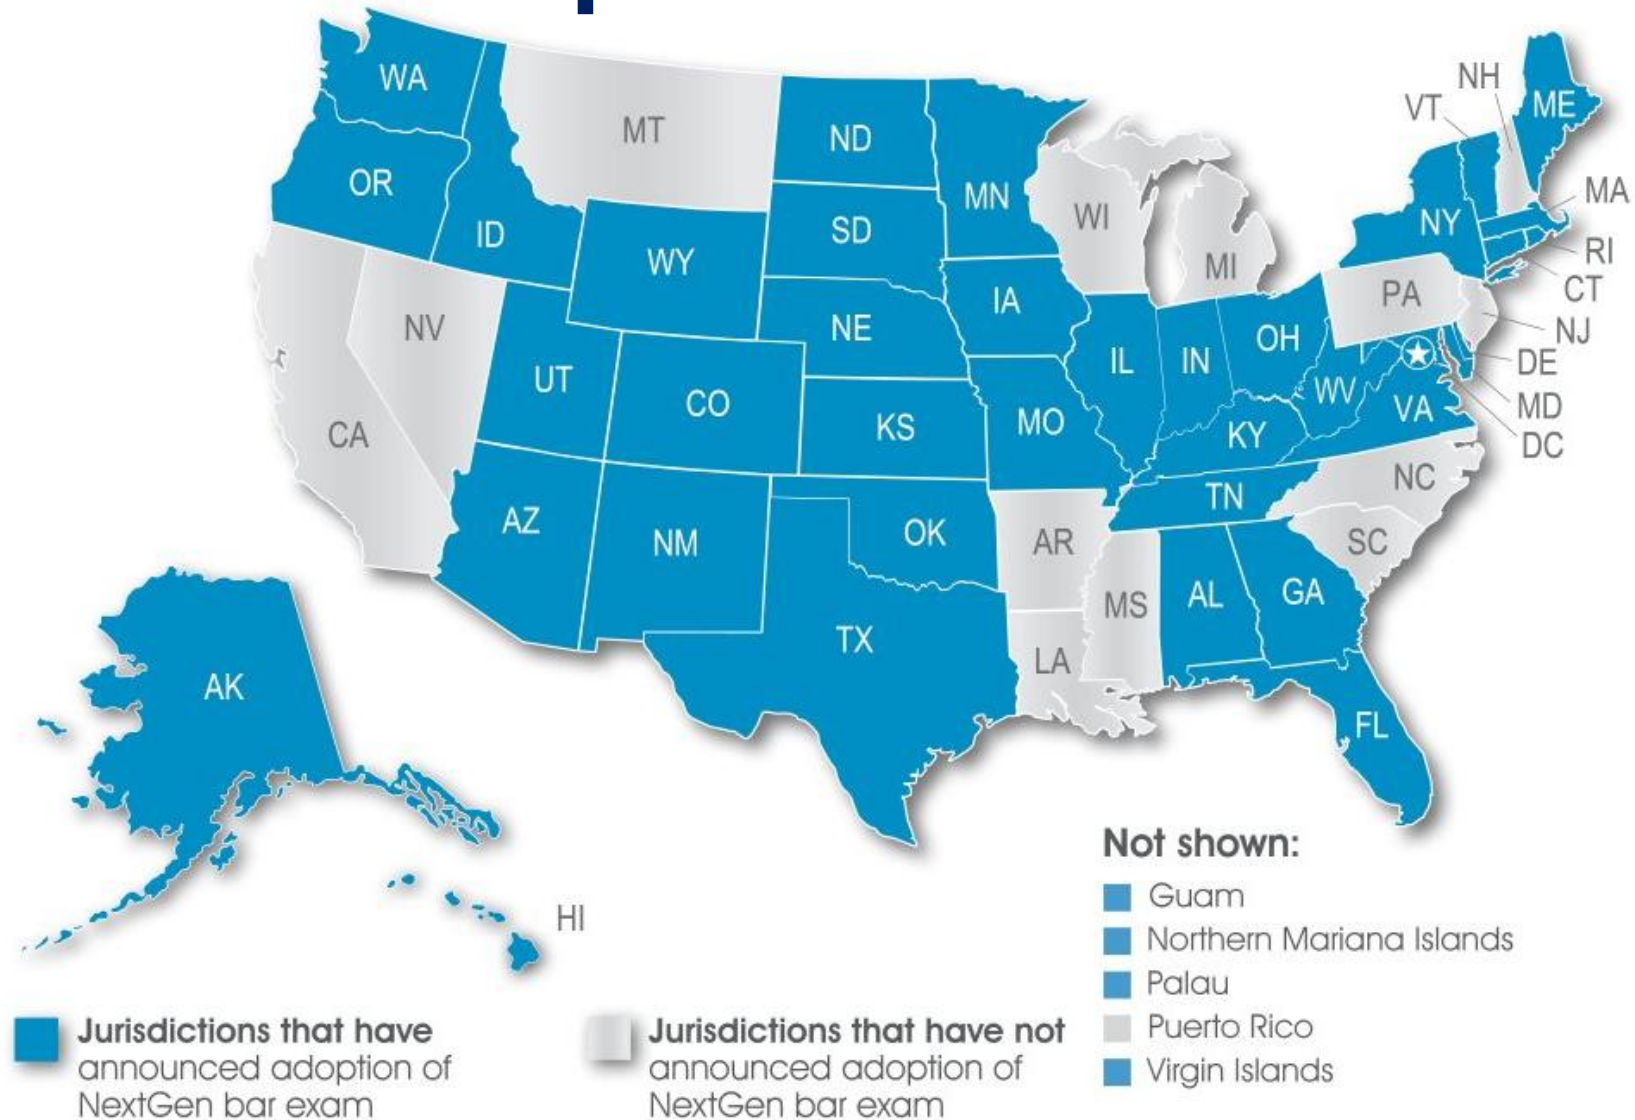 WA
MT
ND
MN
OR
ID
WY
SD
WI
MI
NH
VT
ME
MA
NY
RI
CT
PA
NJ
NV
UT
CO
NE
IA
IL
IN
OH
DE
MD
DC
WV
VA
CA
KS
MO
KY
NC
AZ
NM
OK
AR
TN
SC
TX
LA
MS
AL
GA
FL
AK
HI
Not shown:
Guam
Northern Mariana Islands
Palau
Puerto Rico
Virgin Islands
Jurisdictions that have
announced adoption of
NextGen bar exam
Jurisdictions that have not
announced adoption of
NextGen bar exam